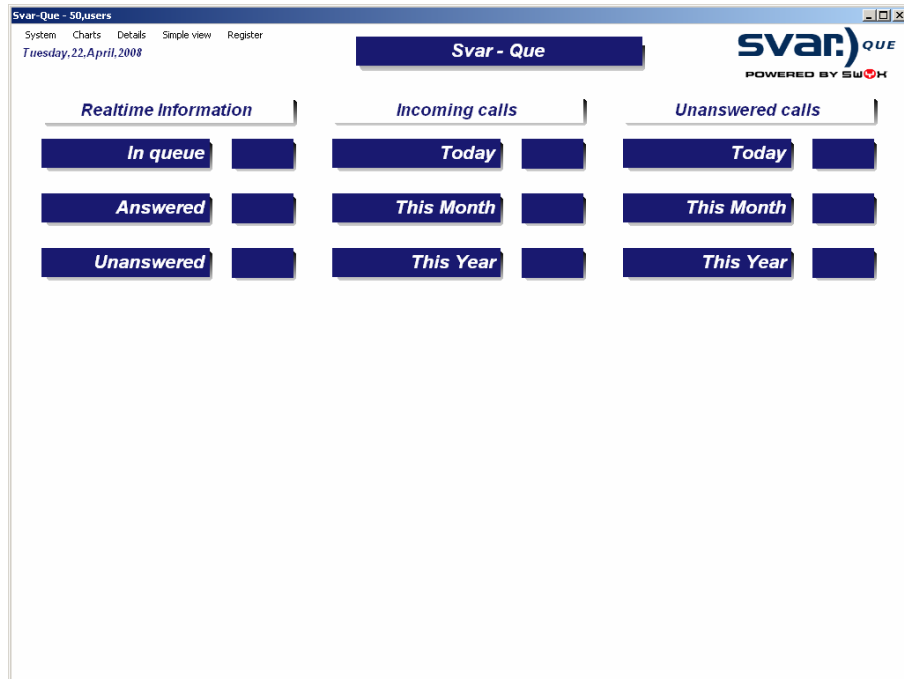 Svar-Que - 50,users
System Charts Details Simple view Register
Tuesday,22,April,2008
Svar - Que
svar:) QUE
POWERED BY SWYX
Realtime Information Incoming calls Unanswered calls
In queue Today Today
Answered This Month This Month
Unanswered This Year This Year